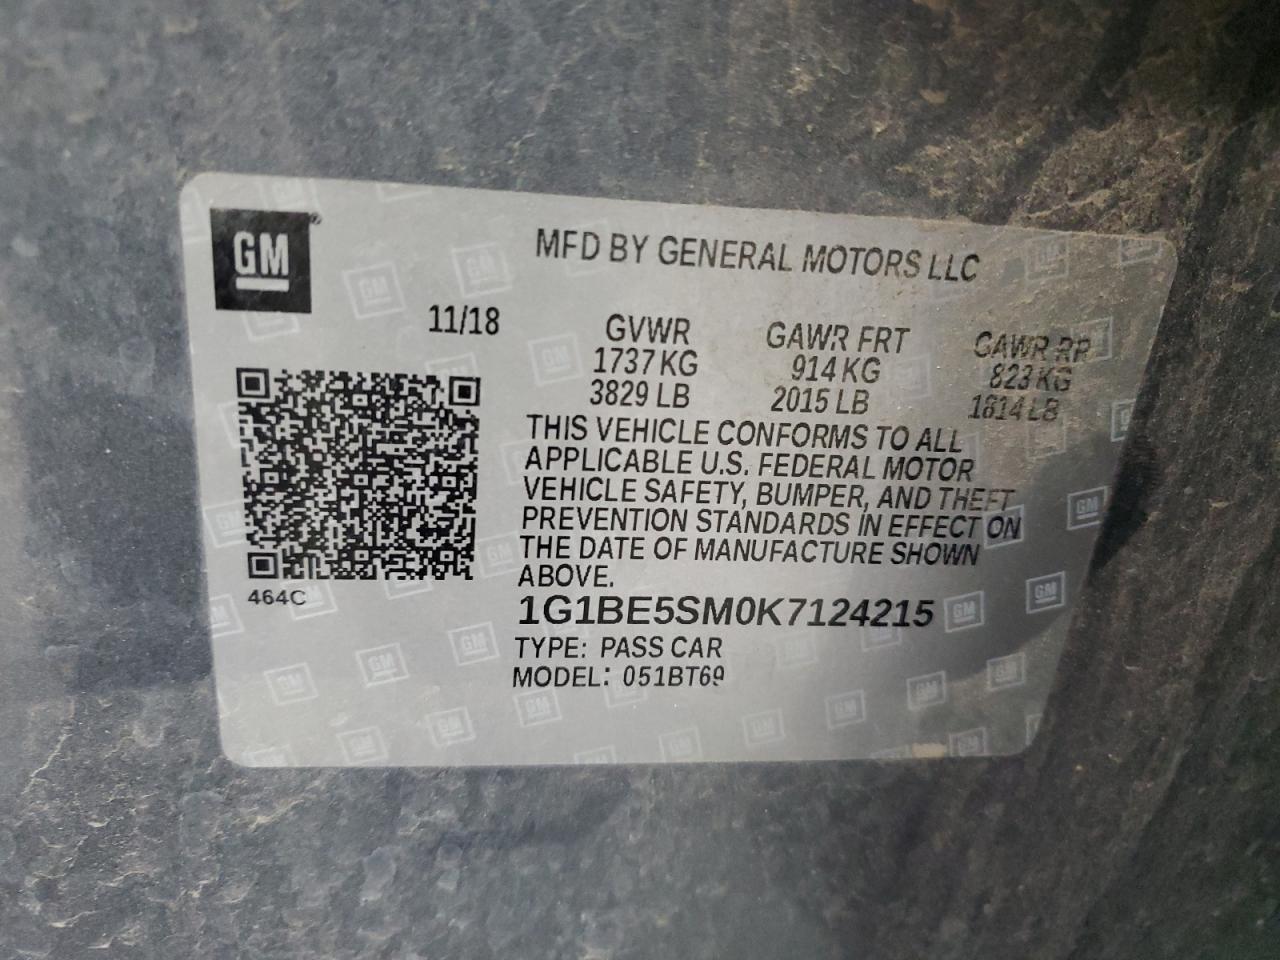 GM®
MFD BY GENERAL MOTORS LLC
11/18
GVWR GAWR FRT GAWR RR
1737 KG 914 KG 823 KG
3829 LB 2015 LB 1814 LB
THIS VEHICLE CONFORMS TO ALL
APPLICABLE U.S. FEDERAL MOTOR
VEHICLE SAFETY, BUMPER, AND THEFT
PREVENTION STANDARDS IN EFFECT ON
THE DATE OF MANUFACTURE SHOWN
ABOVE.
464C
1G1BE5SM0K7124215
TYPE: PASS CAR
MODEL: 051BT69